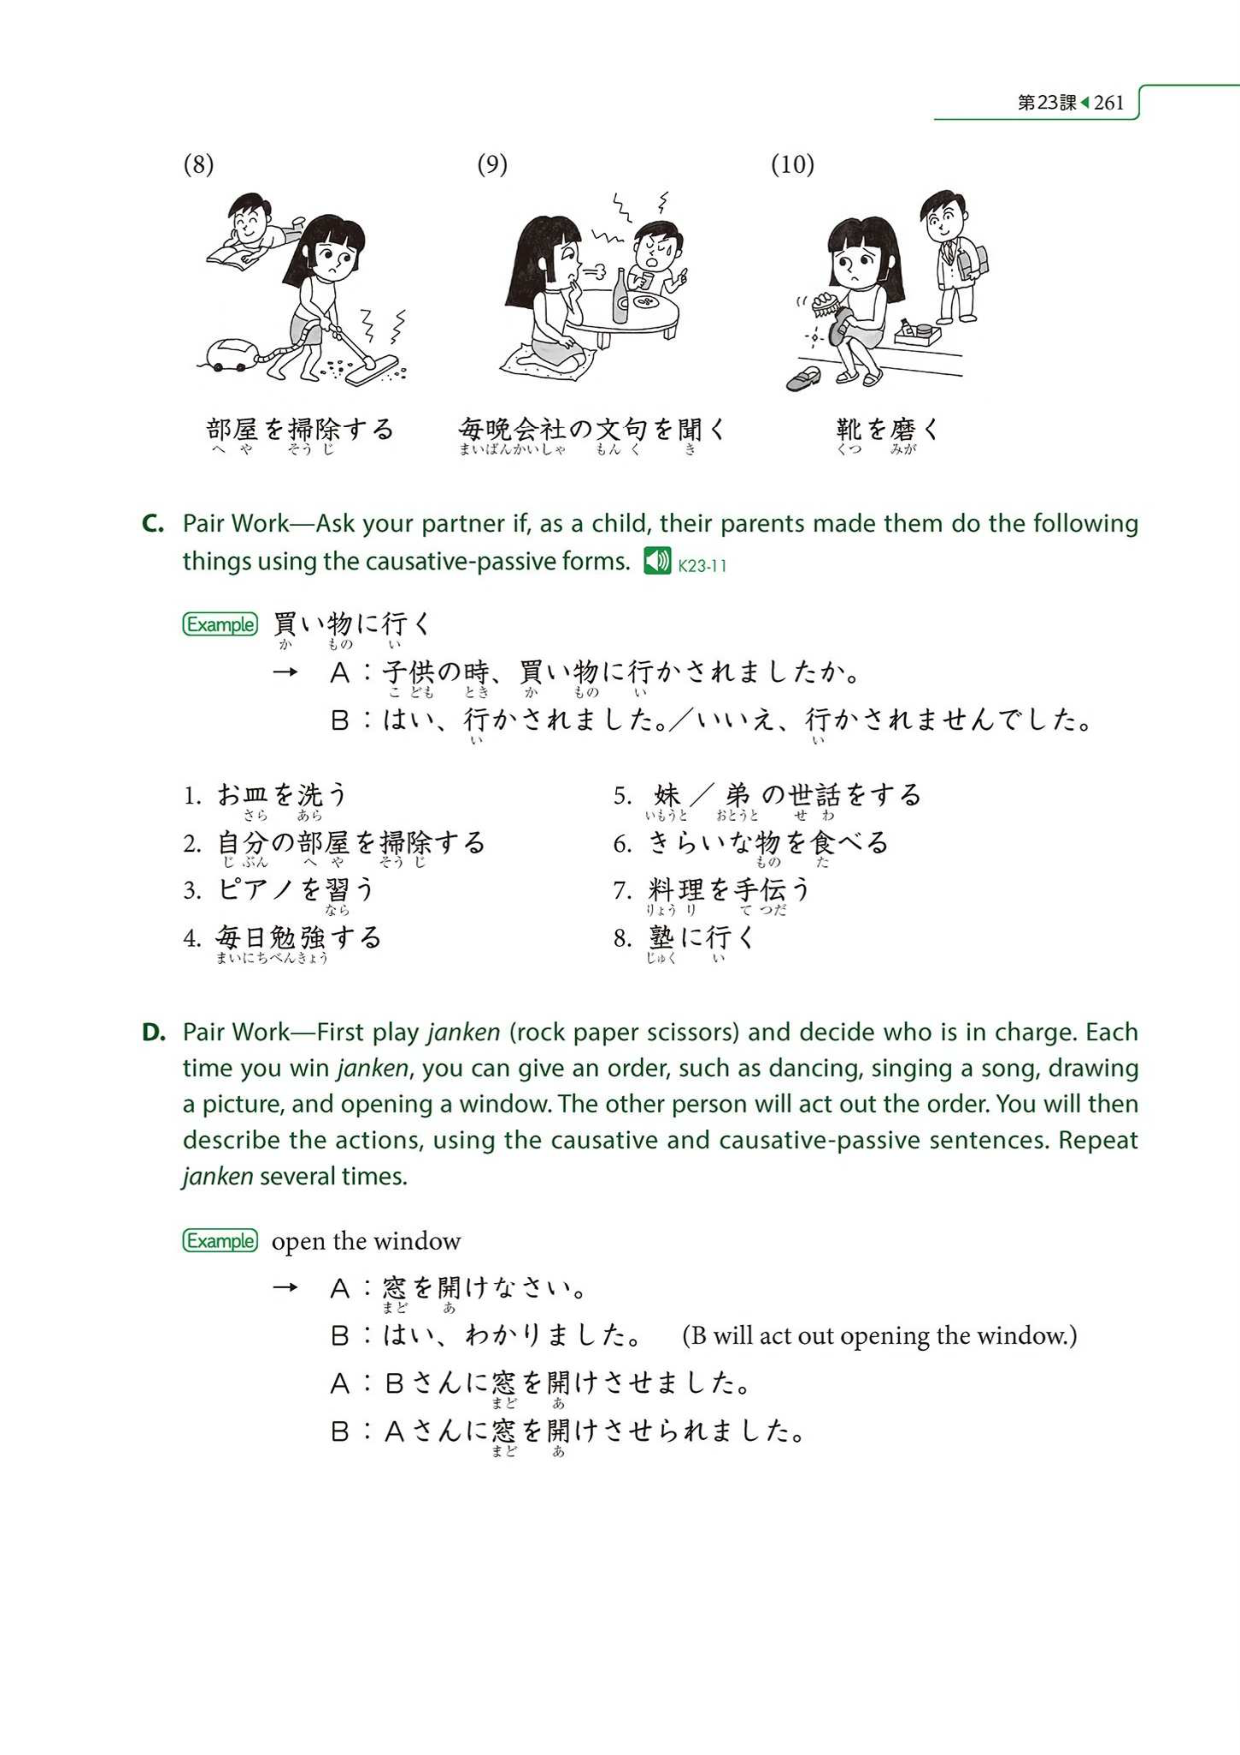 第23課◀261
(8) (9) (10)
部屋を掃除する 毎晩会社の文句を聞く 靴を磨く
へ や そう じ まいばんかいしゃ もん く き くつ みが
C. Pair Work—Ask your partner if, as a child, their parents made them do the following
things using the causative-passive forms. K23-11
Example 買い物に行く
か もの い
→ A：子供の時、買い物に行かされましたか。
こ ども とき か もの い
B：はい、行かされました。／いいえ、行かされませんでした。
い い
1. お皿を洗う
さら あら
2. 自分の部屋を掃除する
じ ぶん へ や そう じ
3. ピアノを習う
なら
4. 毎日勉強する
まいにちべんきょう
5. 妹／弟の世話をする
いもうと おとうと せ わ
6. きらいな物を食べる
もの た
7. 料理を手伝う
りょう り て つだ
8. 塾に行く
じゅく い
D. Pair Work—First play janken (rock paper scissors) and decide who is in charge. Each
time you win janken, you can give an order, such as dancing, singing a song, drawing
a picture, and opening a window. The other person will act out the order. You will then
describe the actions, using the causative and causative-passive sentences. Repeat
janken several times.
Example open the window
→ A：窓を開けなさい。
まど あ
B：はい、わかりました。 (B will act out opening the window.)
A：Bさんに窓を開けさせました。
まど あ
B：Aさんに窓を開けさせられました。
まど あ